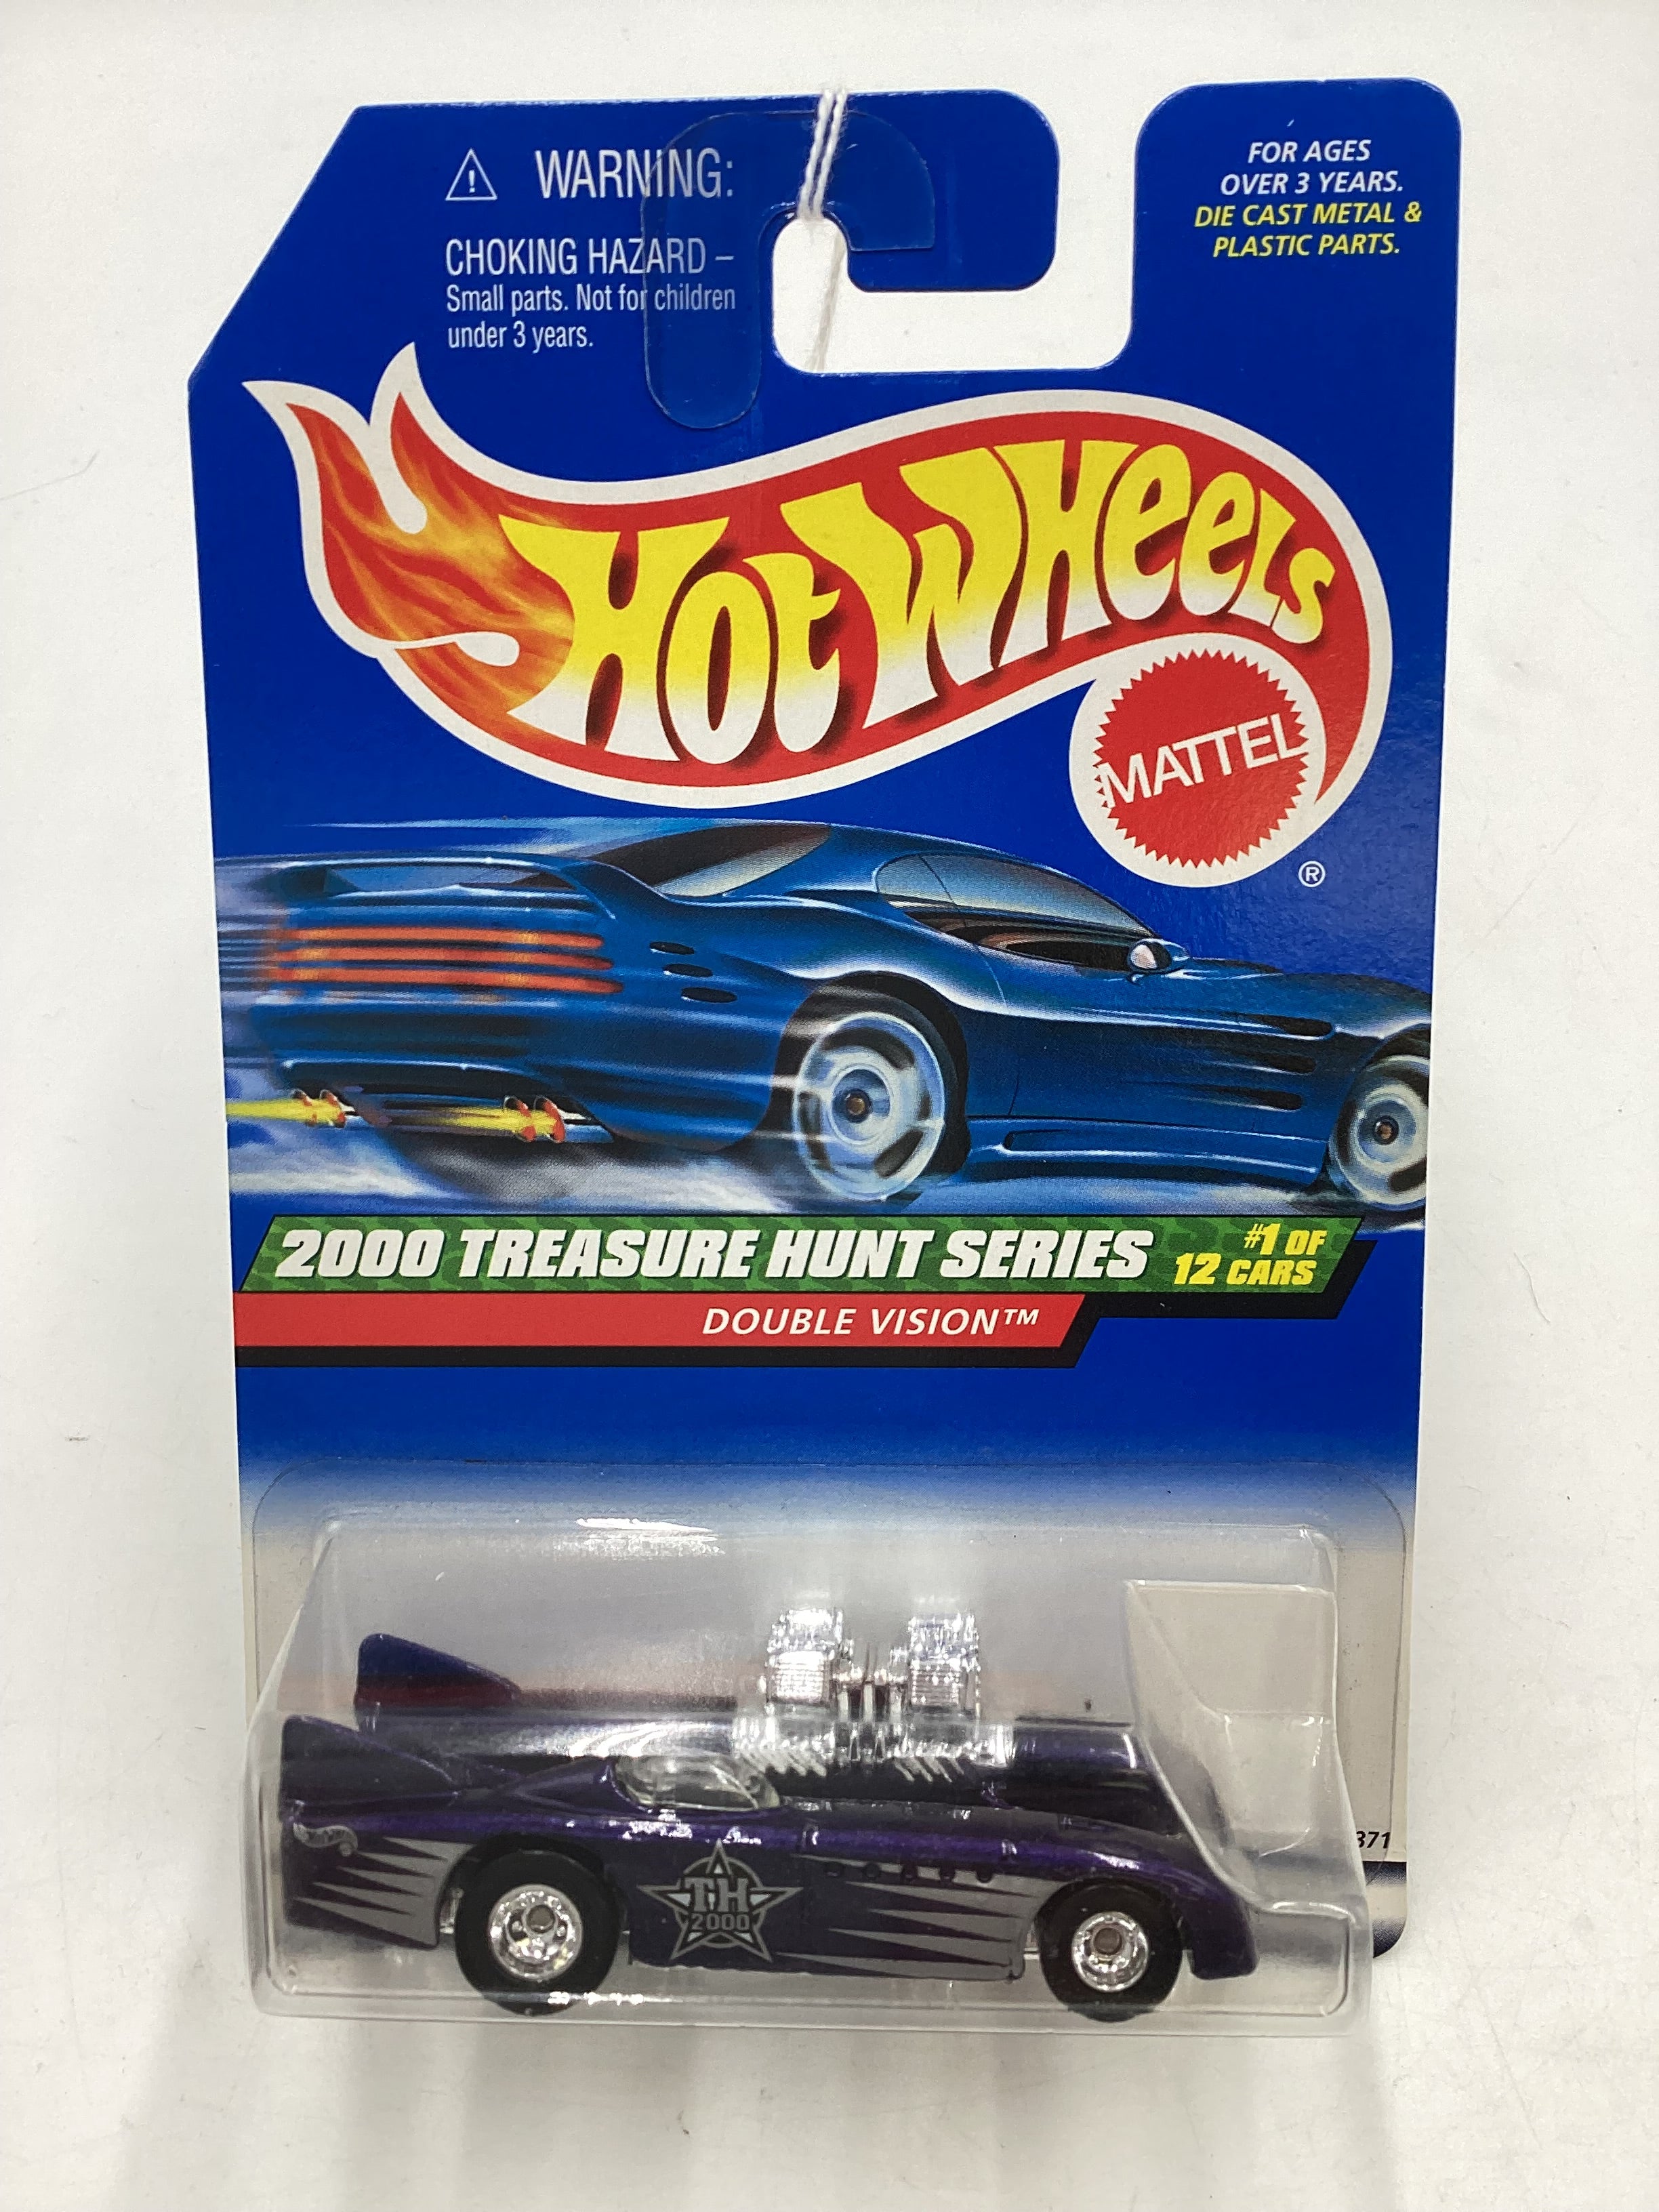 WARNING:
CHOKING HAZARD –
Small parts. Not for children
under 3 years.
FOR AGES
OVER 3 YEARS.
DIE CAST METAL &
PLASTIC PARTS.
HOT WHEELS
MATTEL
®
2000 TREASURE HUNT SERIES
#1 OF
12 CARS
DOUBLE VISION™
TH
2000